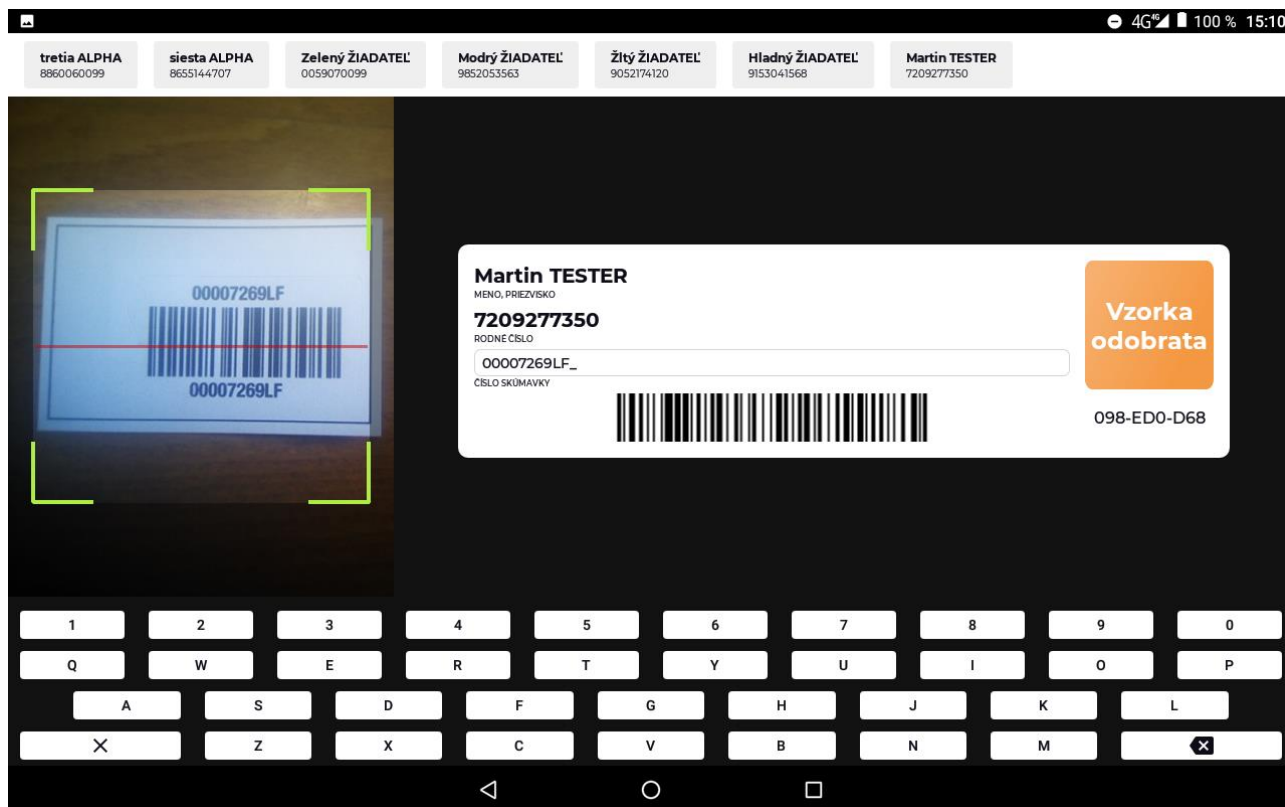 4G 4G 100 % 15:10
tretia ALPHA
8860060099
siesta ALPHA
8655144707
Zelený ŽIADATEĽ
0059070099
Modrý ŽIADATEĽ
9852053563
Žltý ŽIADATEĽ
9052174120
Hladný ŽIADATEĽ
9153041568
Martin TESTER
7209277350
00007269LF
00007269LF
Martin TESTER
MENO, PRIEZVISKO
7209277350
RODNÉ ČÍSLO
00007269LF_
ČÍSLO SKÚMAVKY
Vzorka
odobrata
098-ED0-D68
1 2 3 4 5 6 7 8 9 0
Q W E R T Y U I O P
A S D F G H J K L
Z X C V B N M